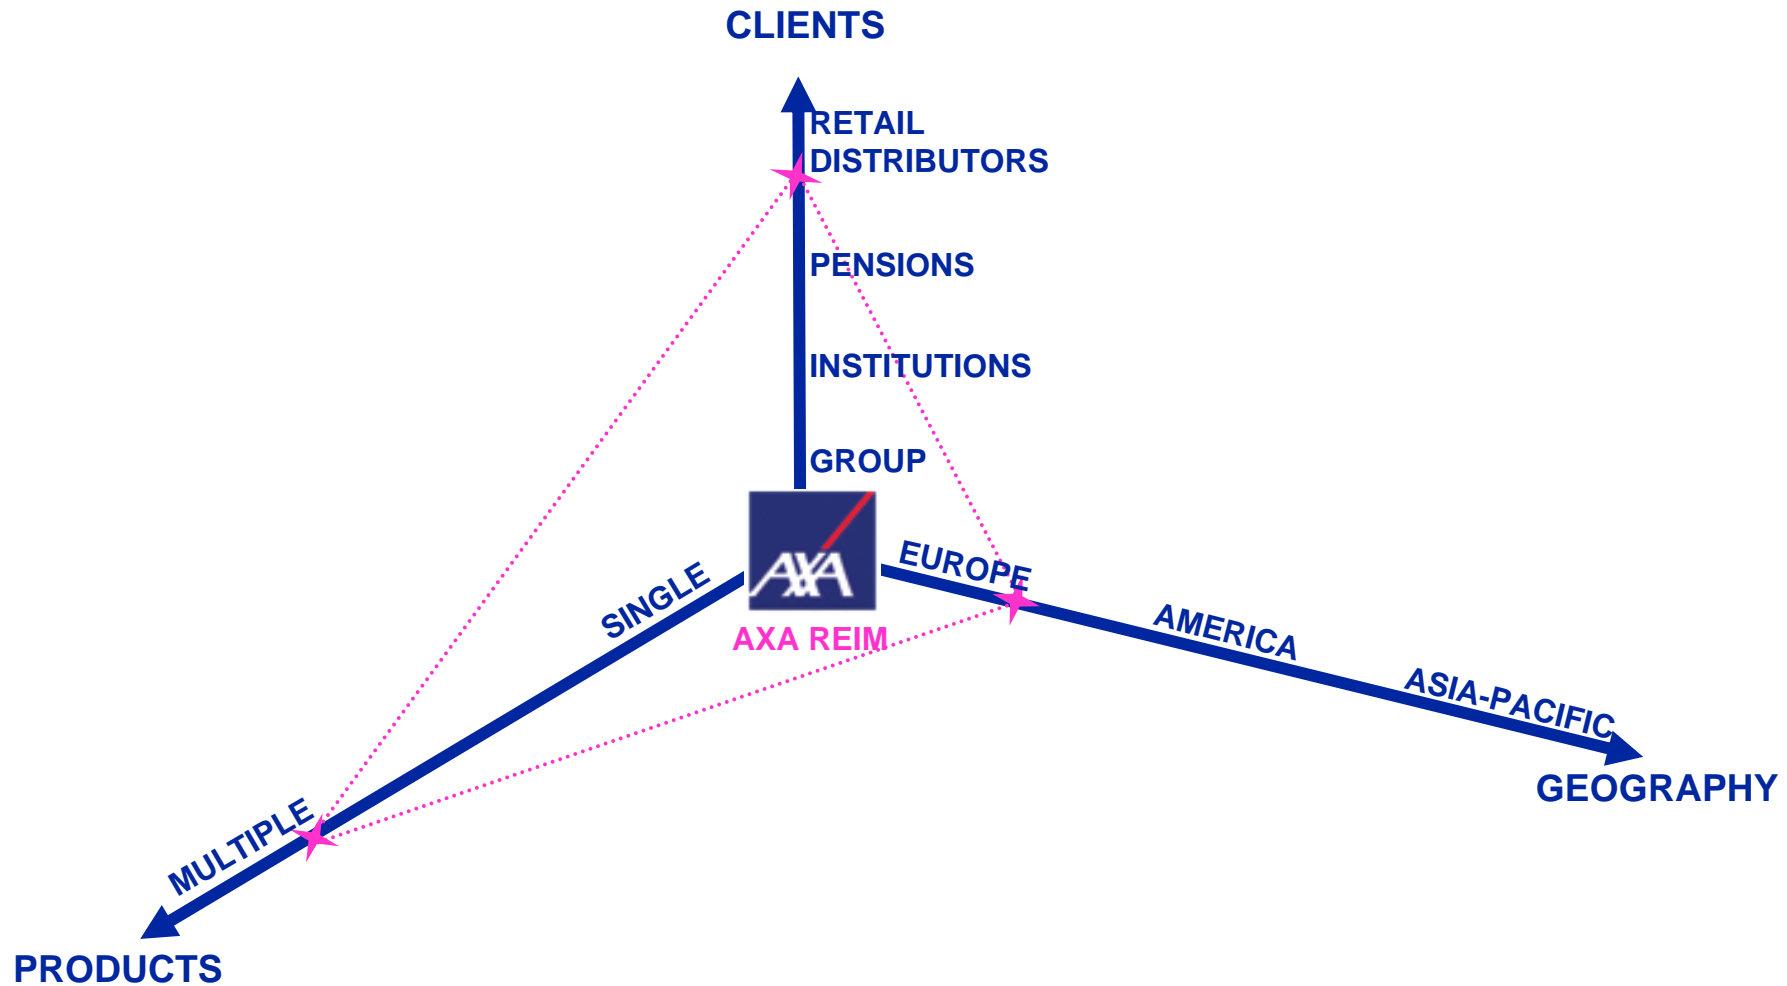 CLIENTS
RETAIL
DISTRIBUTORS
PENSIONS
INSTITUTIONS
GROUP
AXA
AXA REIM
EUROPE
AMERICA
ASIA-PACIFIC
GEOGRAPHY
SINGLE
MULTIPLE
PRODUCTS